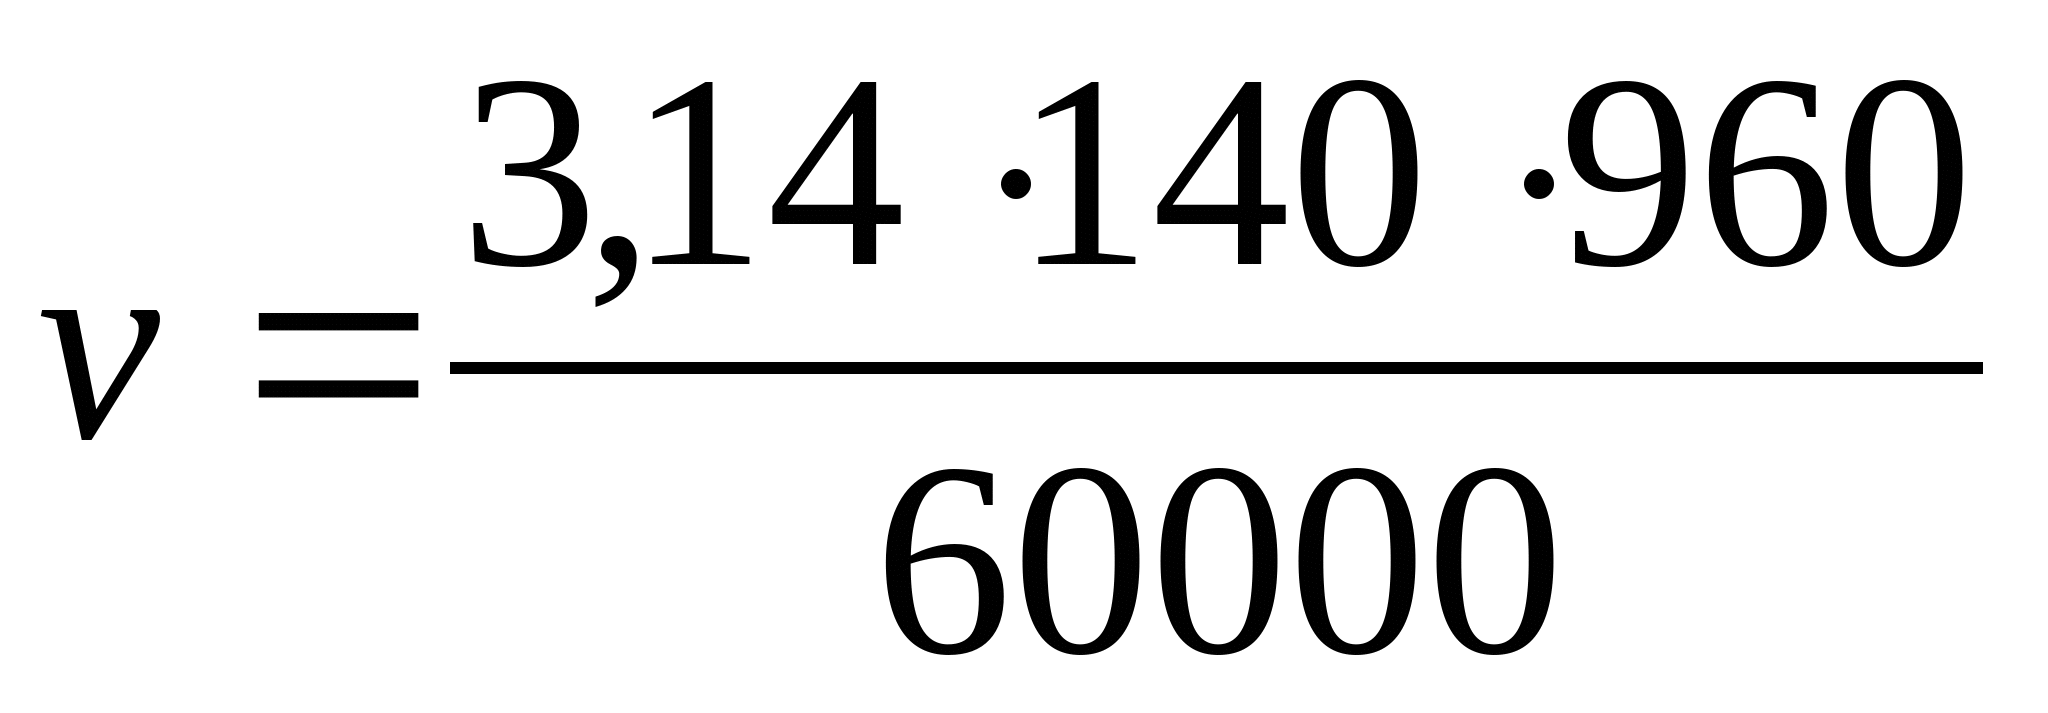 v = 3,14 · 140 · 960
60000